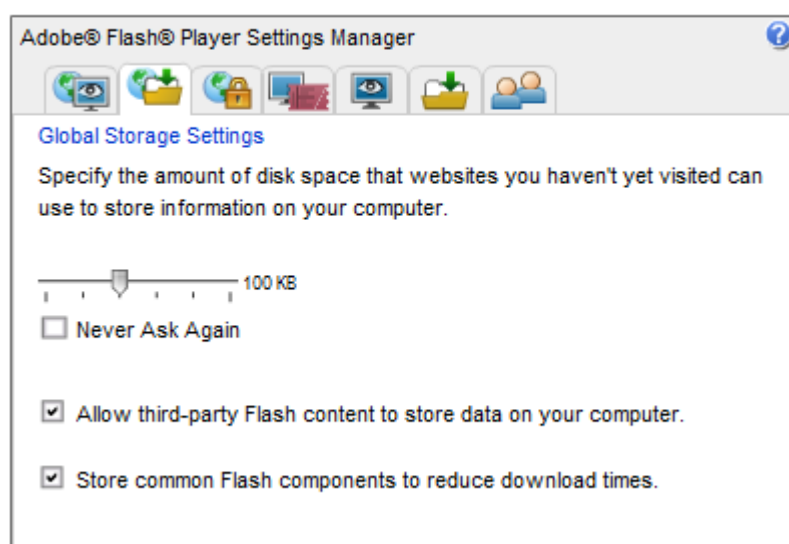 Adobe® Flash® Player Settings Manager
?
Global Storage Settings
Specify the amount of disk space that websites you haven't yet visited can
use to store information on your computer.
100 KB
Never Ask Again
Allow third-party Flash content to store data on your computer.
Store common Flash components to reduce download times.